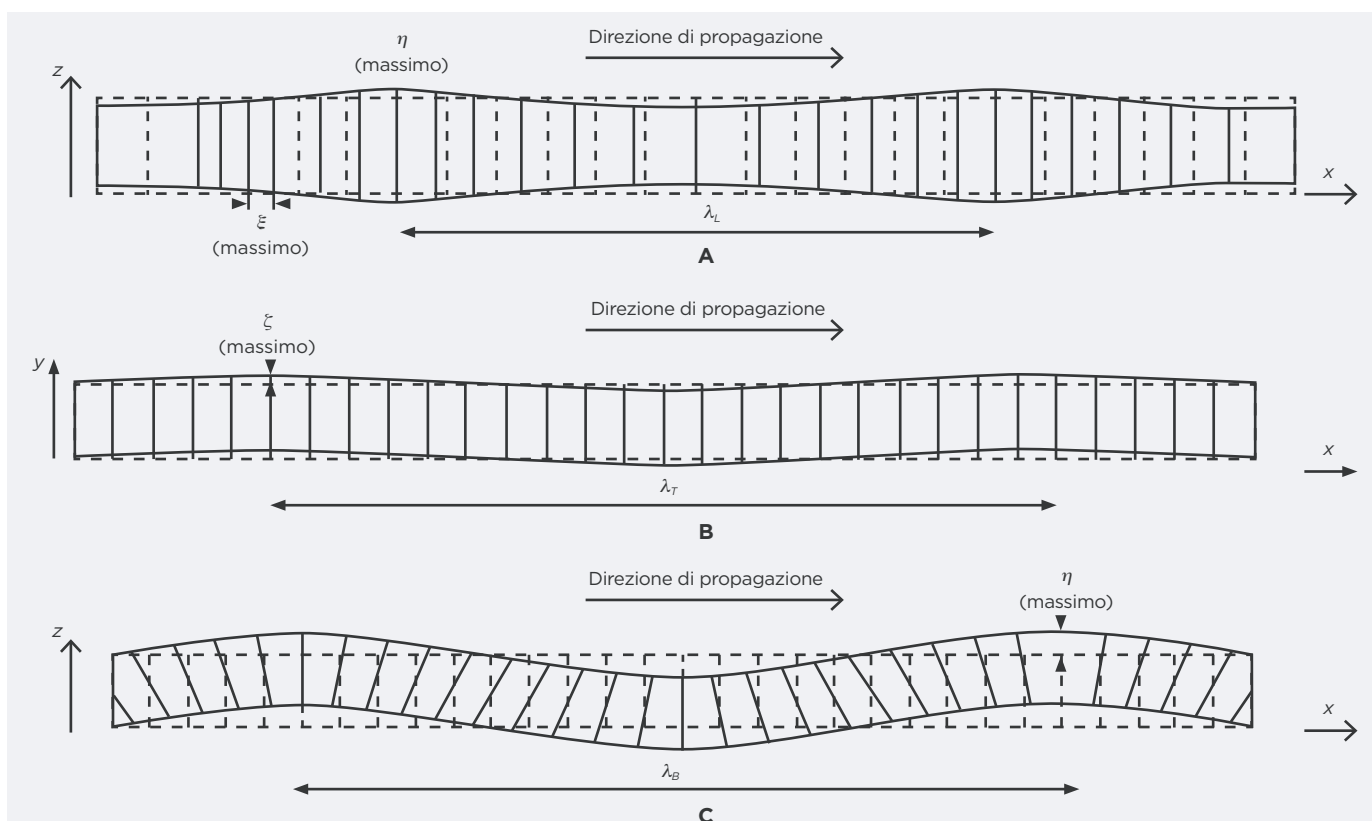 η
(massimo)
Direzione di propagazione
z
x
ξ
(massimo)
λL
A
Direzione di propagazione
ζ
(massimo)
y
x
λT
B
Direzione di propagazione
η
(massimo)
z
x
λB
C